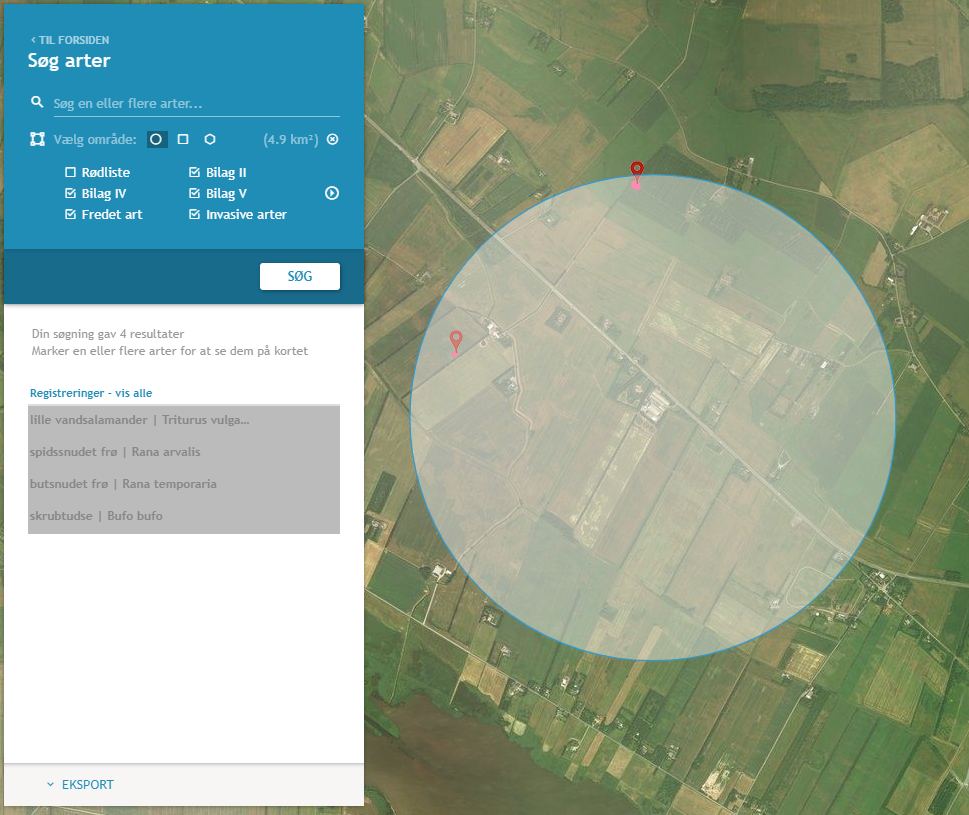 ‹ TIL FORSIDEN
Søg arter
Søg en eller flere arter...
Vælg område: (4.9 km²)
Rødliste Bilag II
Bilag IV Bilag V
Fredet art Invasive arter
SØG
Din søgning gav 4 resultater
Marker en eller flere arter for at se dem på kortet
Registreringer - vis alle
lille vandsalamander | Triturus vulga...
spidssnudet frø | Rana arvalis
butsnudet frø | Rana temporaria
skrubtudse | Bufo bufo
EKSPORT